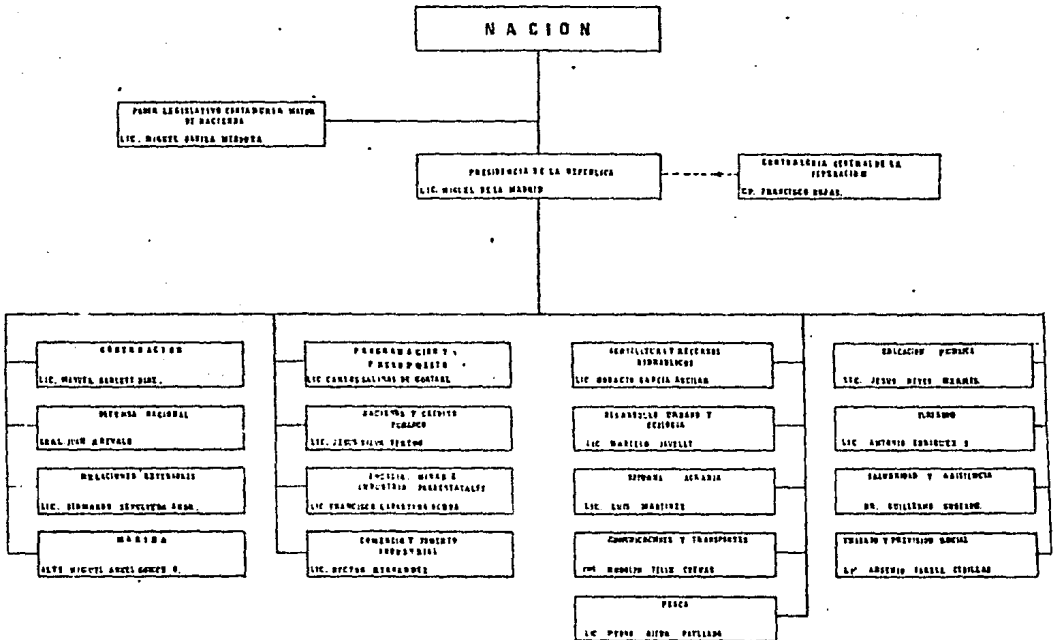 NACION
PODER LEGISLATIVO CONTADURIA MAYOR
DE HACIENDA
LIC. MIGUEL
PRESIDENCIA DE LA REPUBLICA
LIC. MIGUEL DE LA MADRID
CONTRALORIA GENERAL DE LA
FEDERACION
C.P. FRANCISCO ROJAS.
GOBERNACION
LIC. MANUEL BARLETT DIAZ.
DEFENSA NACIONAL
GRAL. JUAN AREVALO
RELACIONES EXTERIORES
LIC. BERNARDO SEPULVEDA AMOR.
MARINA
ALTE MIGUEL ANGEL GOMEZ O.
PROGRAMACION Y
PRESUPUESTO
LIC CARLOS SALINAS DE GORTARI.
HACIENDA Y CREDITO
PUBLICO
LIC. JESUS SILVA HERZOG
ENERGIA, MINAS E
INDUSTRIA PARAESTATALES
LIC FRANCISCO LABASTIDA OCHOA
COMERCIO Y FOMENTO
INDUSTRIAL
LIC. HECTOR HERNANDEZ
AGRICULTURA Y RECURSOS
HIDRAULICOS
LIC HORACIO GARCIA AGUILAR
DESARROLLO URBANO Y
ECOLOGIA
LIC MARCELO JAVELLY
REFORMA AGRARIA
LIC LUIS MARTINEZ
COMUNICACIONES Y TRANSPORTES
RODOLFO FELIX
PESCA
LIC PEDRO OJEDA PAULLADA
EDUCACION PUBLICA
LIC. JESUS REYES HEROLES.
TURISMO
LIC ANTONIO ENRIQUEZ S
SALUBRIDAD Y ASISTENCIA
DR. GUILLERMO SOBERON.
TRABAJO Y PREVISION SOCIAL
ARSENIO FARELL CUBILLAS